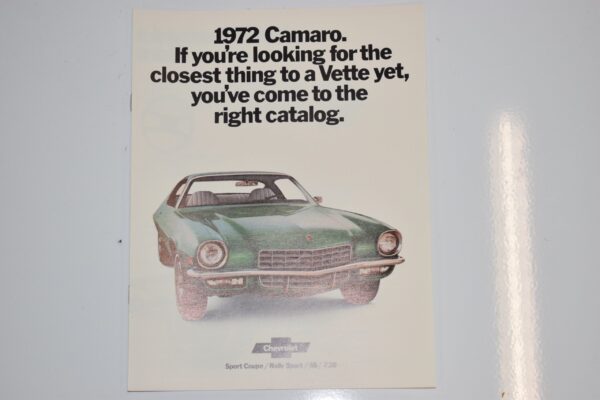 1972 Camaro.
If you're looking for the
closest thing to a Vette yet,
you've come to the
right catalog.
Chevrolet
Sport Coupe / Rally Sport / SS / Z28